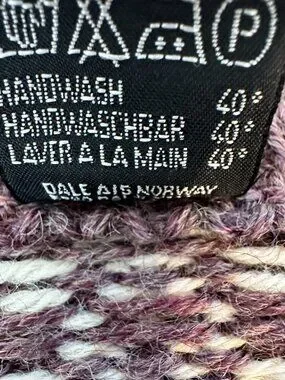 P
HANDWASH 40°
HANDWASCHBAR 40°
LAVER A LA MAIN 40°
DALE A/S NORWAY